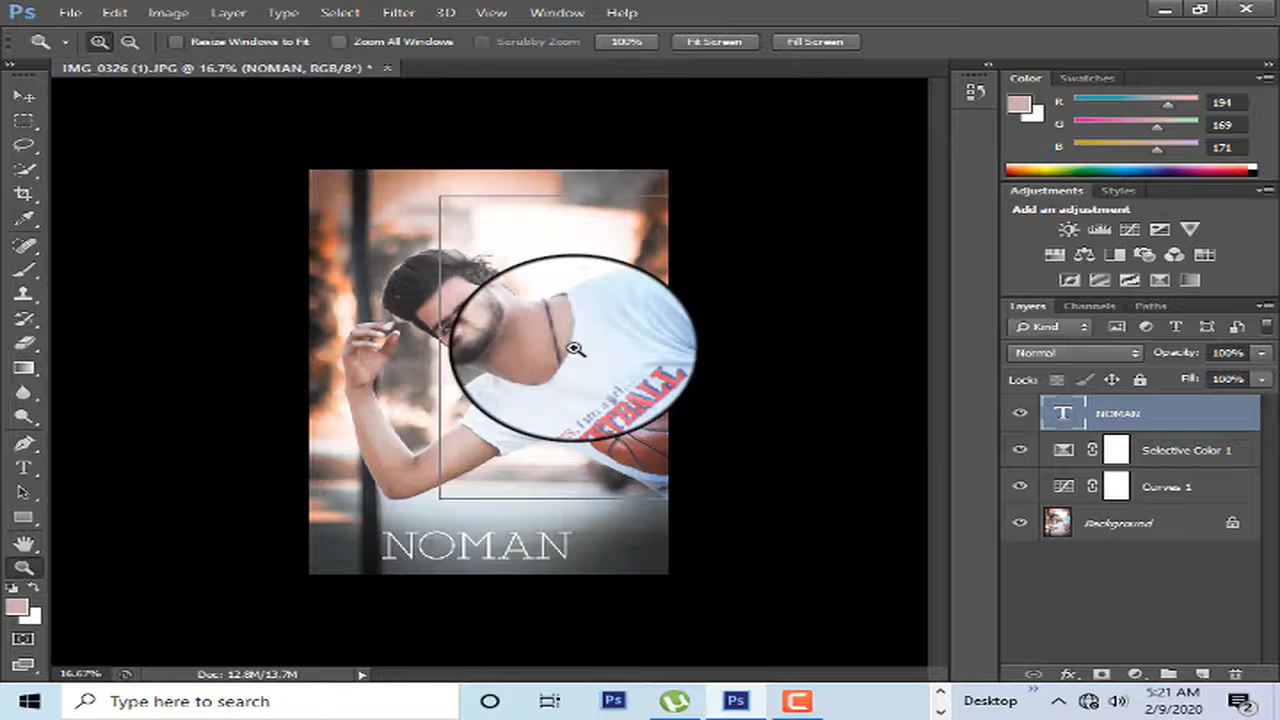 Ps File Edit Image Layer Type Select Filter 3D View Window Help
Resize Windows to Fit Zoom All Windows Scrubby Zoom 100% Fit Screen Fill Screen
IMG_0326 (1).JPG @ 16.7% (NOMAN, RGB/8*) *
Color Swatches
R 194
G 169
B 171
Adjustments Styles
Add an adjustment
Layers Channels Paths
Kind
Normal Opacity: 100%
Lock: Fill: 100%
T NOMAN
Selective Color 1
Curves 1
Background
NOMAN
16.67% Doc: 12.8M/13.7M
Type here to search
Ps
Ps
Desktop
5:21 AM
2/9/2020
2